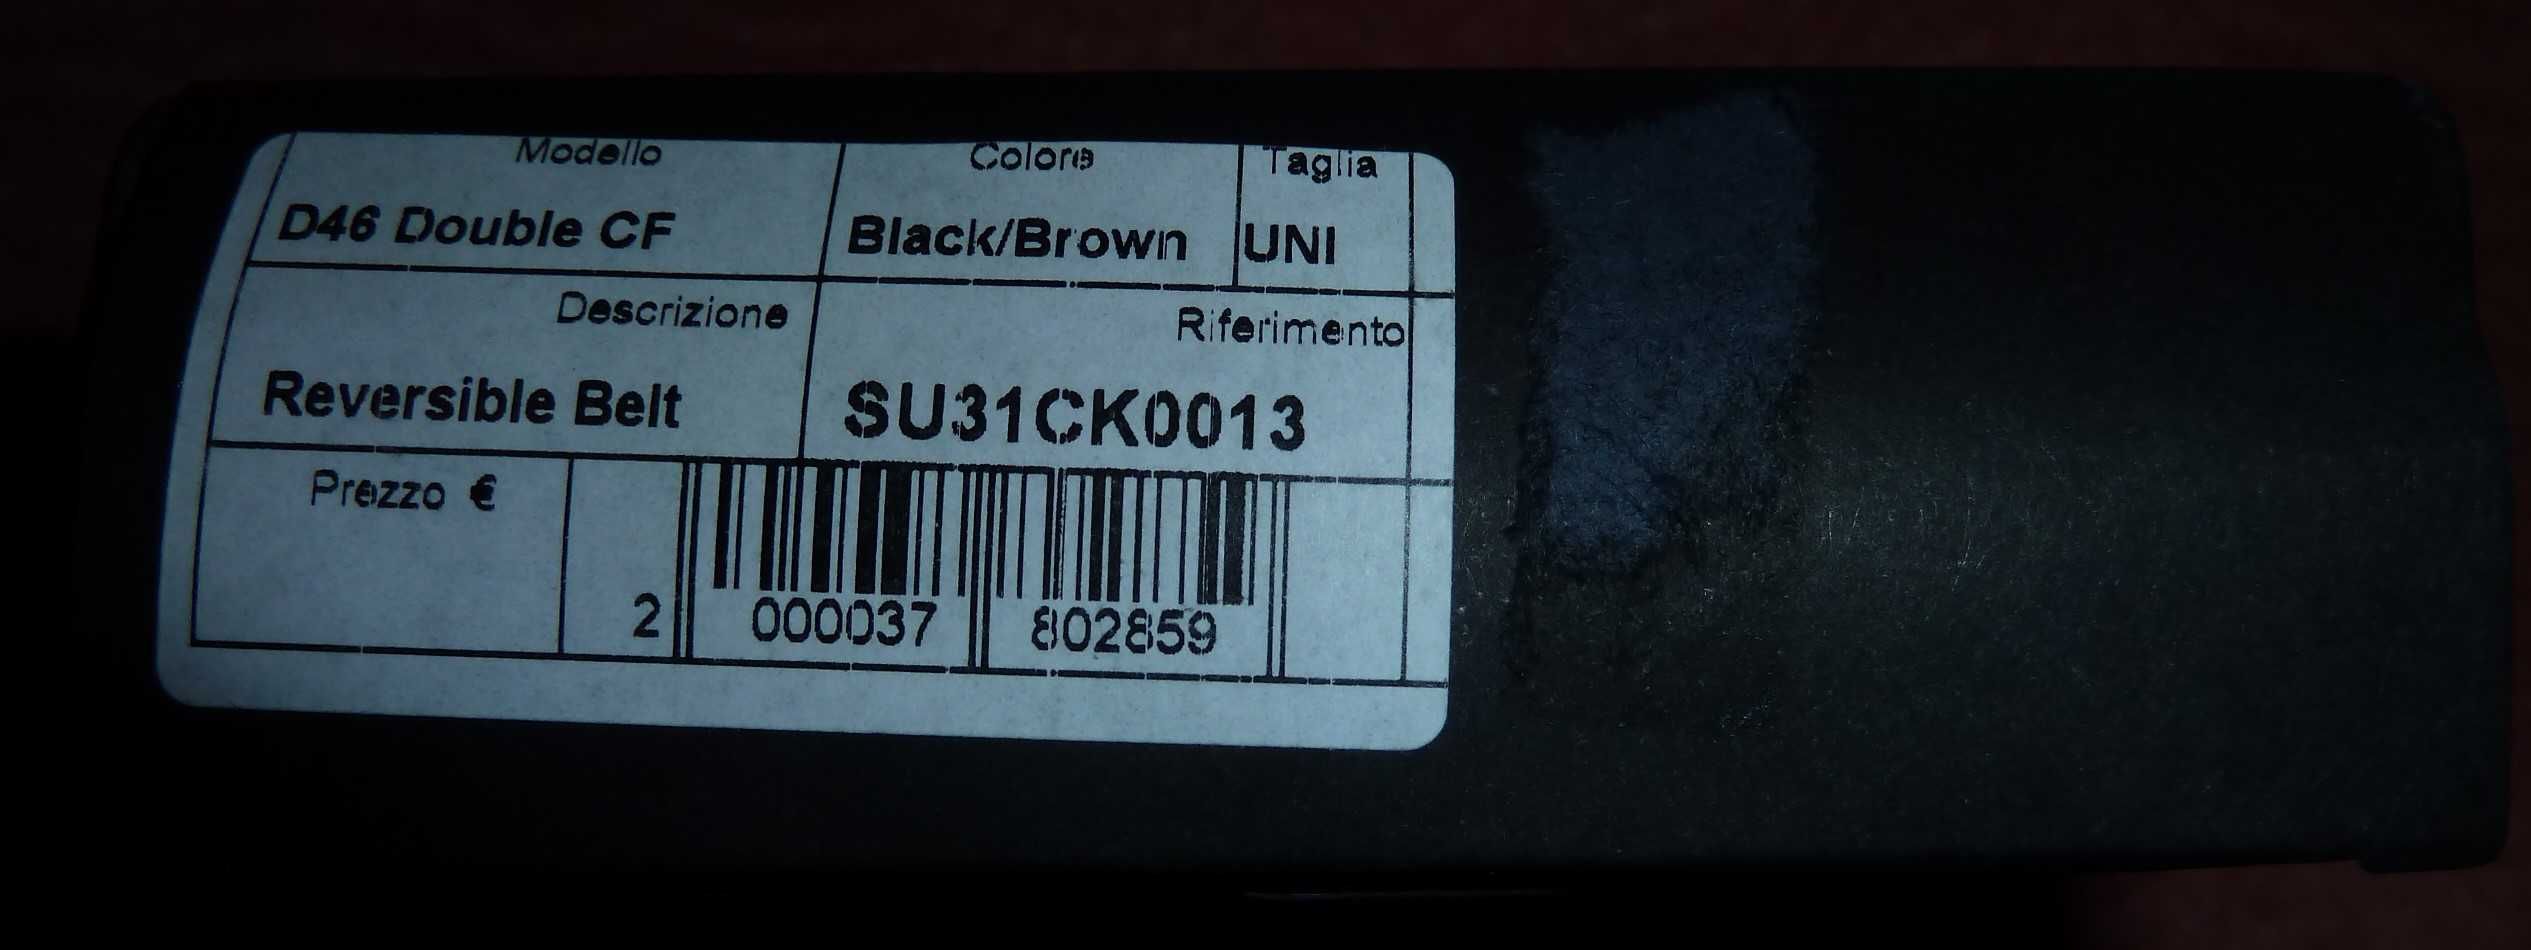 Modello Colore Taglia
D46 Double CF Black/Brown UNI
Descrizione Riferimento
Reversible Belt SU31CK0013
Prezzo €
2 000037 802859